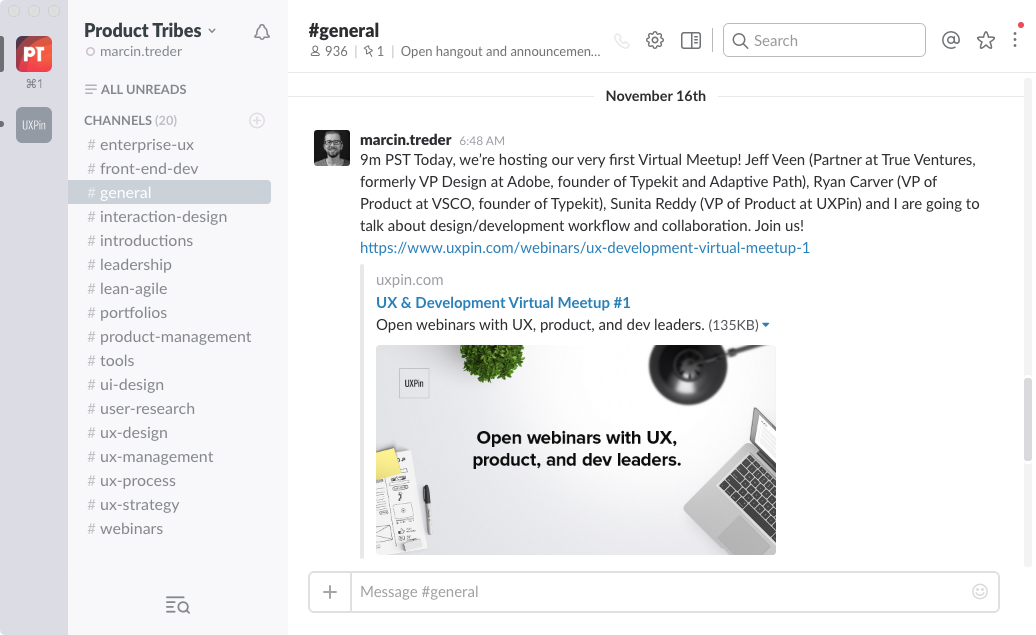 Product Tribes
marcin.treder
PT
⌘1
UXPin
ALL UNREADS
CHANNELS (20)
# enterprise-ux
# front-end-dev
# general
# interaction-design
# introductions
# leadership
# lean-agile
# portfolios
# product-management
# tools
# ui-design
# user-research
# ux-design
# ux-management
# ux-process
# ux-strategy
# webinars
#general
936 | 1 | Open hangout and announcemen...
Search
November 16th
marcin.treder 6:48 AM
9m PST Today, we're hosting our very first Virtual Meetup! Jeff Veen (Partner at True Ventures,
formerly VP Design at Adobe, founder of Typekit and Adaptive Path), Ryan Carver (VP of
Product at VSCO, founder of Typekit), Sunita Reddy (VP of Product at UXPin) and I are going to
talk about design/development workflow and collaboration. Join us!
https://www.uxpin.com/webinars/ux-development-virtual-meetup-1
uxpin.com
UX & Development Virtual Meetup #1
Open webinars with UX, product, and dev leaders. (135KB)
UXPin
Open webinars with UX,
product, and dev leaders.
+ Message #general